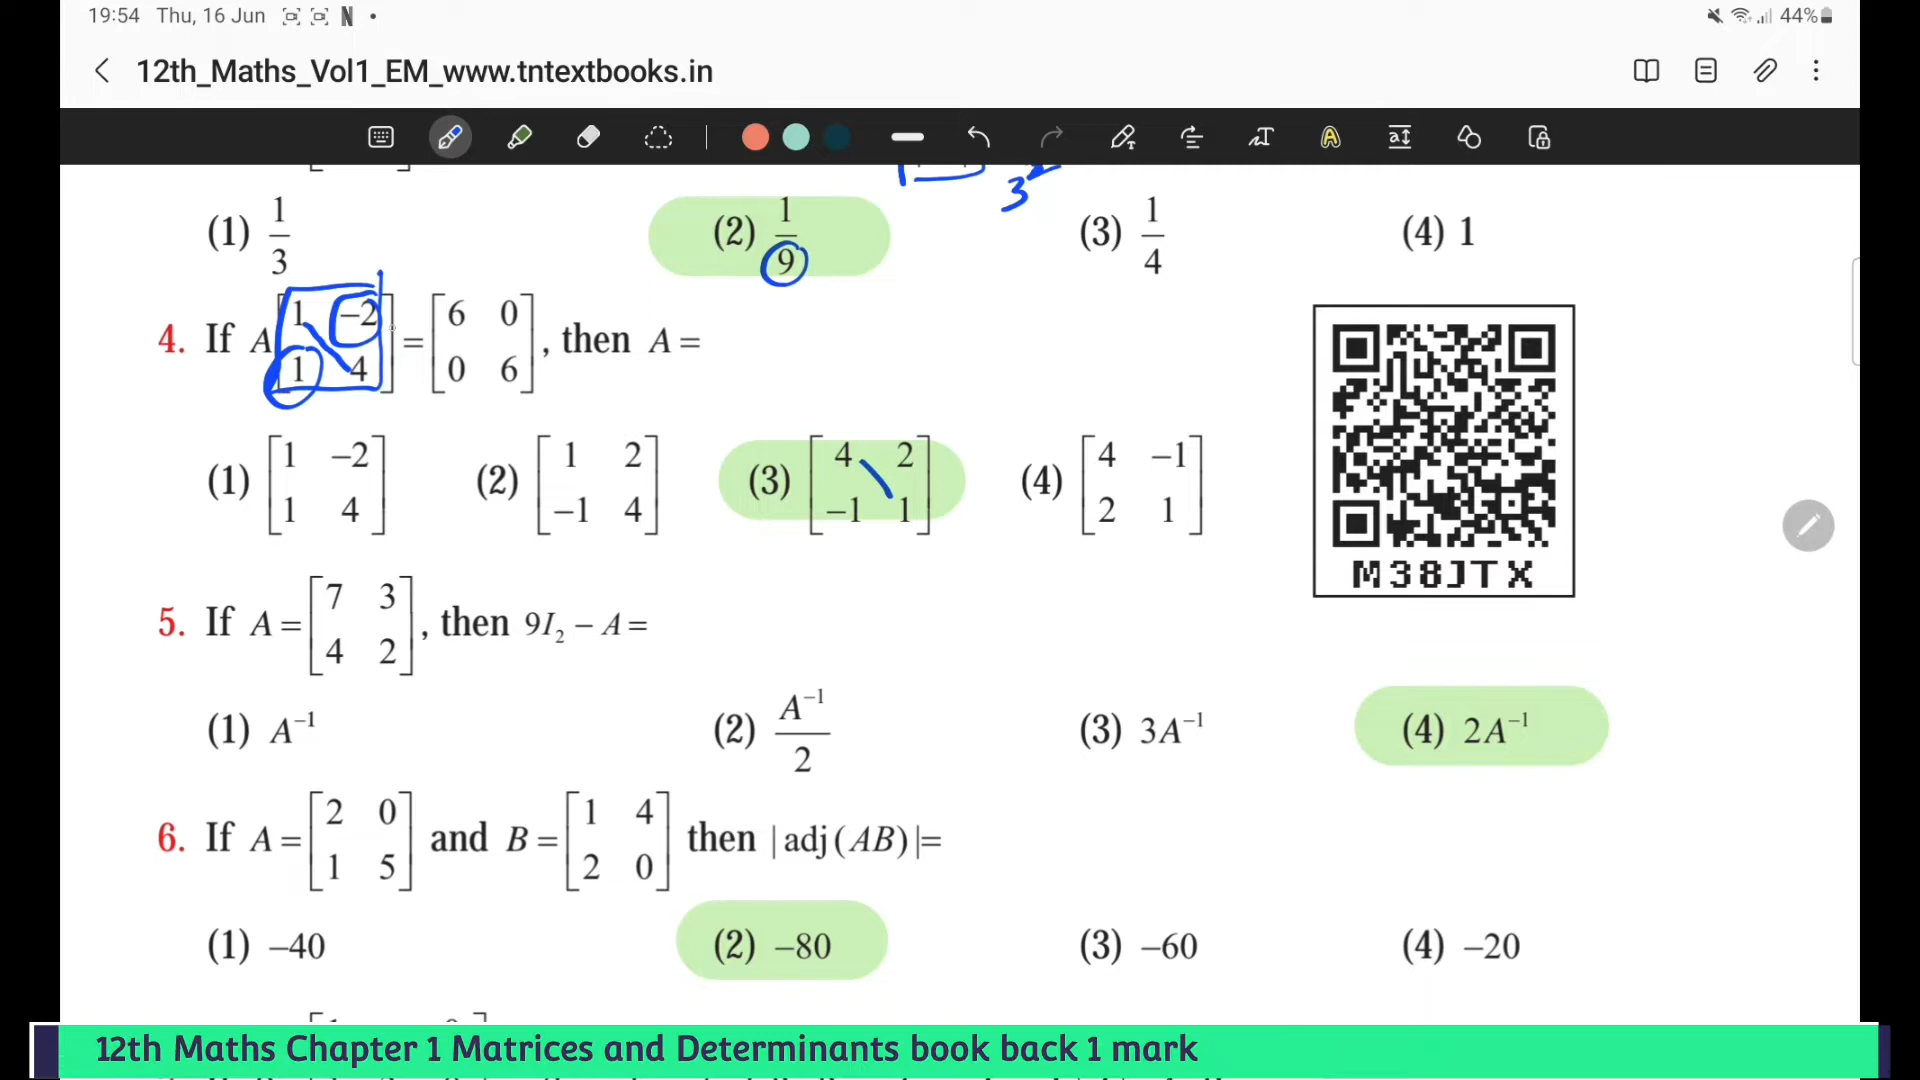 19:54 Thu, 16 Jun N • 44%
12th_Maths_Vol1_EM_www.tntextbooks.in
3
(1) 1/3 (2) 1/9 (3) 1/4 (4) 1
4. If A [1 −2; 1 4] = [6 0; 0 6], then A =
(1) [1 −2; 1 4] (2) [1 2; −1 4] (3) [4 2; −1 1] (4) [4 −1; 2 1]
M38JTX
5. If A = [7 3; 4 2], then 9I₂ − A =
(1) A⁻¹ (2) A⁻¹/2 (3) 3A⁻¹ (4) 2A⁻¹
6. If A = [2 0; 1 5] and B = [1 4; 2 0] then |adj(AB)| =
(1) −40 (2) −80 (3) −60 (4) −20
12th Maths Chapter 1 Matrices and Determinants book back 1 mark